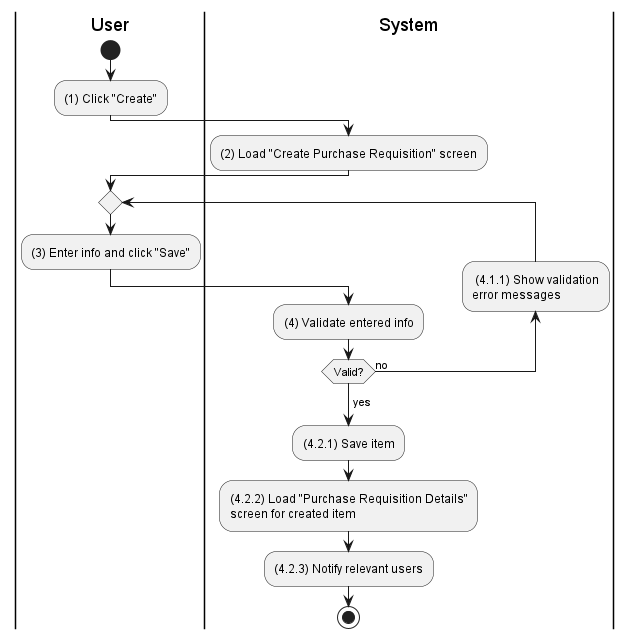 User
System
(1) Click "Create"
(2) Load "Create Purchase Requisition" screen
(3) Enter info and click "Save"
(4.1.1) Show validation
error messages
(4) Validate entered info
Valid?
no
yes
(4.2.1) Save item
(4.2.2) Load "Purchase Requisition Details"
screen for created item
(4.2.3) Notify relevant users